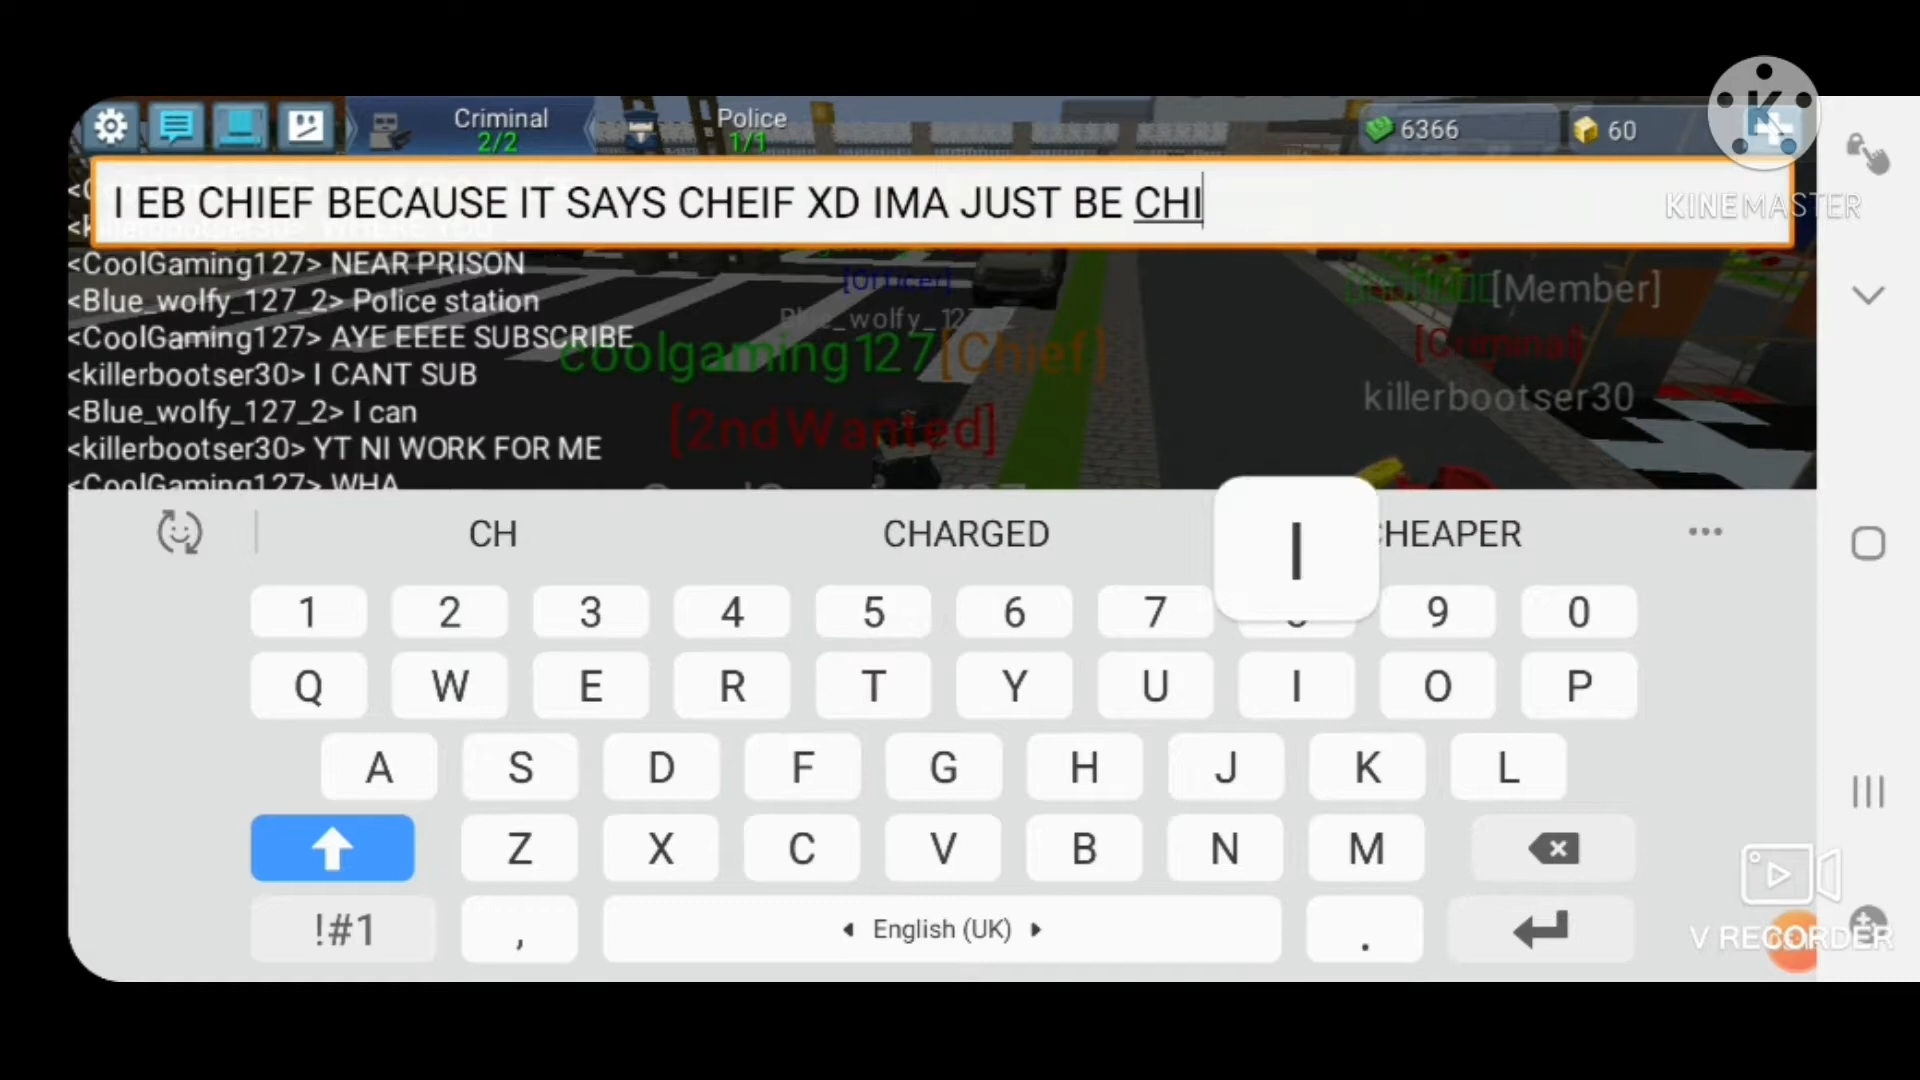 Criminal
2/2
Police
1/1
6366
60
KINEMASTER
I EB CHIEF BECAUSE IT SAYS CHEIF XD IMA JUST BE CHI
<CoolGaming127> NEAR PRISON
<Blue_wolfy_127_2> Police station
<CoolGaming127> AYE EEEE SUBSCRIBE
<killerbootser30> I CANT SUB
<Blue_wolfy_127_2> I can
<killerbootser30> YT NI WORK FOR ME
<CoolGaming127> WHA
[Officer]
coolgaming127[Chief]
[2ndWanted]
[Member]
[Criminal]
killerbootser30
CH
CHARGED
CHEAPER
I
1 2 3 4 5 6 7 9 0
Q W E R T Y U I O P
A S D F G H J K L
Z X C V B N M
!#1 , English (UK) .
V RECORDER